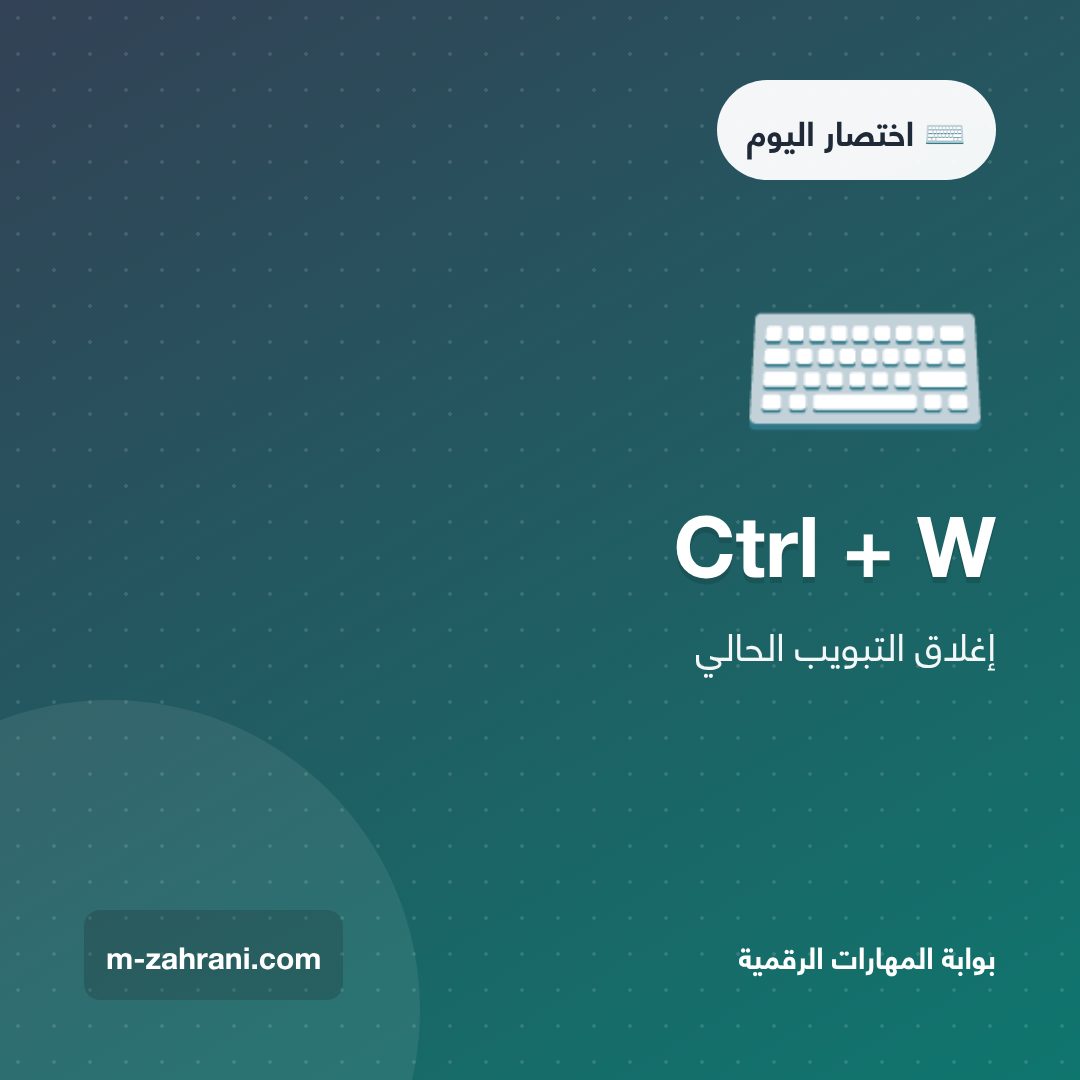 اختصار اليوم
Ctrl + W
إغلاق التبويب الحالي
بوابة المهارات الرقمية
m-zahrani.com